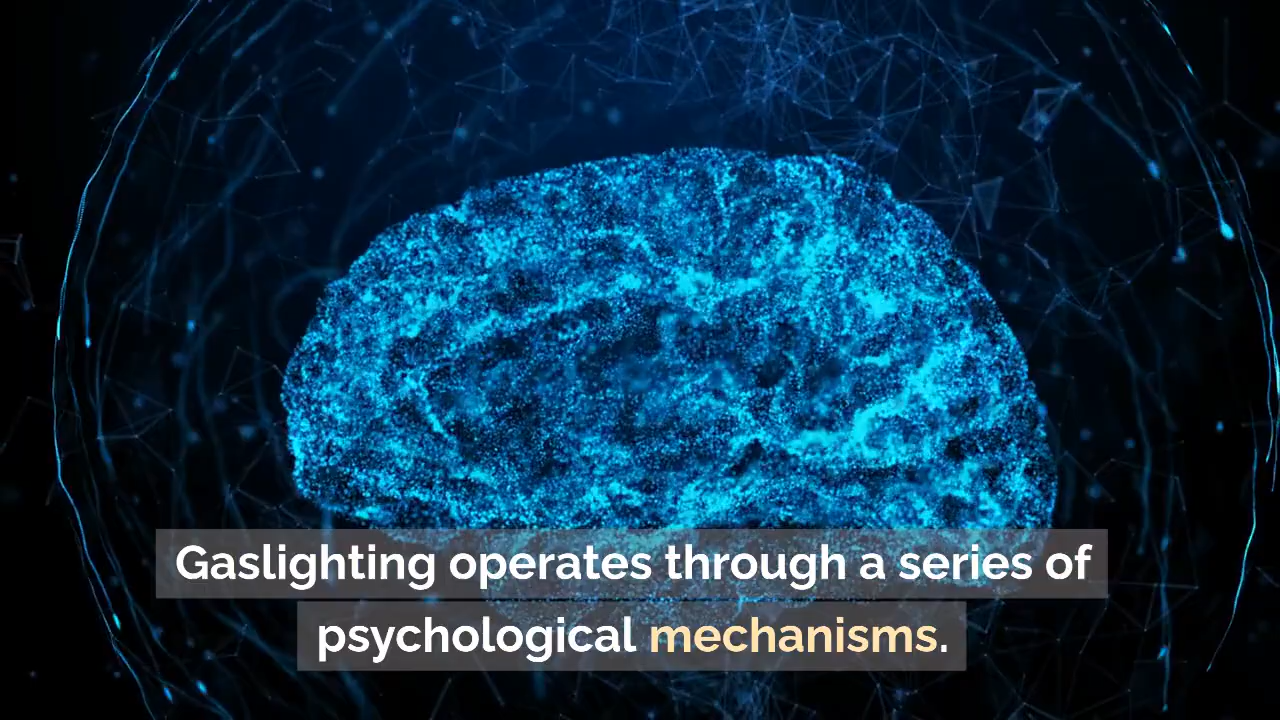 Gaslighting operates through a series of
psychological mechanisms.